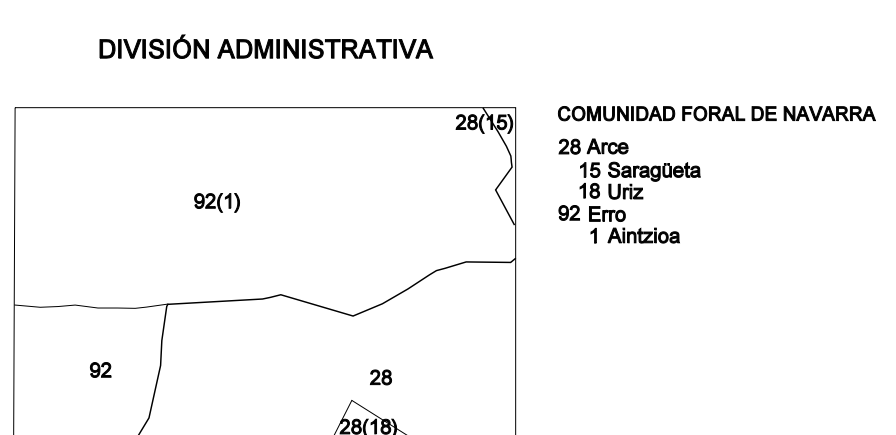 DIVISIÓN ADMINISTRATIVA
28(15)
92(1)
92
28
28(18)
COMUNIDAD FORAL DE NAVARRA
28 Arce
15 Saragüeta
18 Uriz
92 Erro
1 Aintzioa